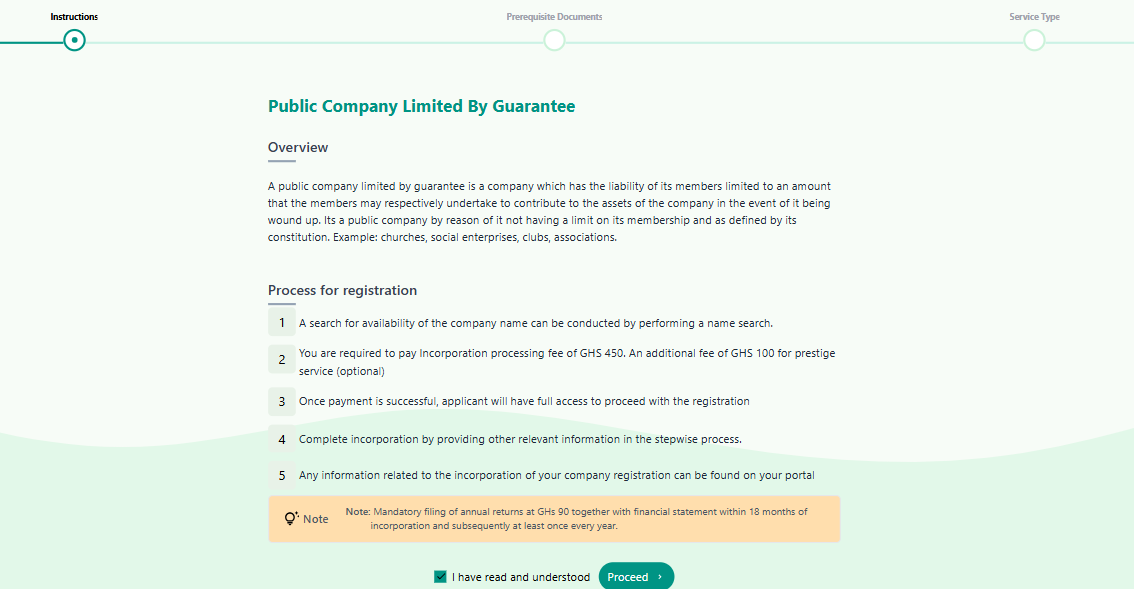 Instructions
Prerequisite Documents
Service Type
Public Company Limited By Guarantee
Overview
A public company limited by guarantee is a company which has the liability of its members limited to an amount
that the members may respectively undertake to contribute to the assets of the company in the event of it being
wound up. Its a public company by reason of it not having a limit on its membership and as defined by its
constitution. Example: churches, social enterprises, clubs, associations.
Process for registration
1 A search for availability of the company name can be conducted by performing a name search.
2 You are required to pay Incorporation processing fee of GHS 450. An additional fee of GHS 100 for prestige
service (optional)
3 Once payment is successful, applicant will have full access to proceed with the registration
4 Complete incorporation by providing other relevant information in the stepwise process.
5 Any information related to the incorporation of your company registration can be found on your portal
Note Note: Mandatory filing of annual returns at GHs 90 together with financial statement within 18 months of
incorporation and subsequently at least once every year.
I have read and understood Proceed